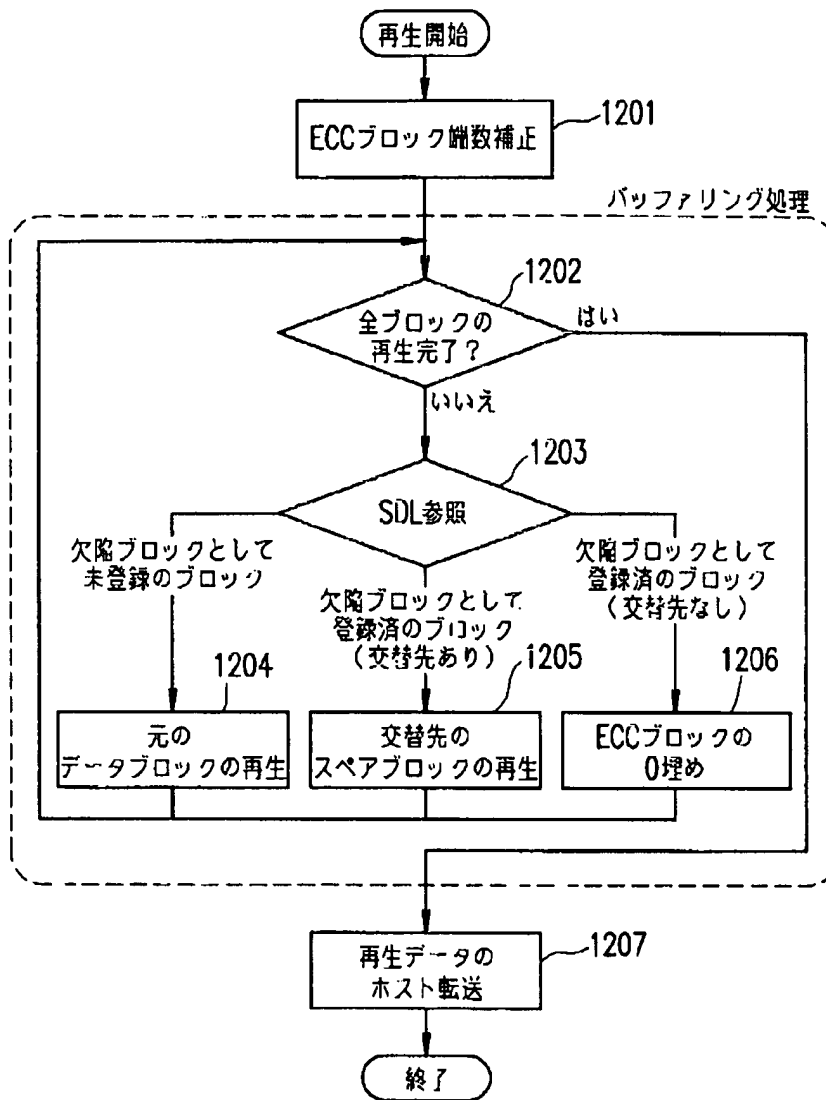 再生開始
1201
ECCブロック端数補正
バッファリング処理
1202
全ブロックの
再生完了?
はい
いいえ
1203
SDL参照
欠陥ブロックとして
未登録のブロック
欠陥ブロックとして
登録済のブロック
(交替先あり)
欠陥ブロックとして
登録済のブロック
(交替先なし)
1204
元の
データブロックの再生
1205
交替先の
スペアブロックの再生
1206
ECCブロックの
0埋め
1207
再生データの
ホスト転送
終了